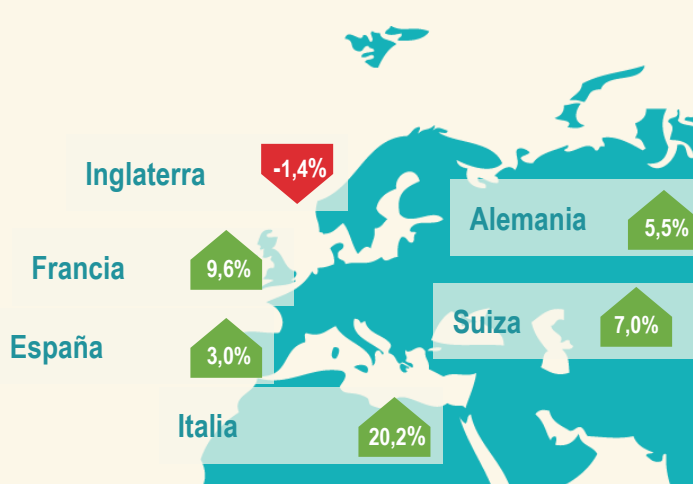 Inglaterra -1,4%
Alemania 5,5%
Francia 9,6%
Suiza 7,0%
España 3,0%
Italia 20,2%